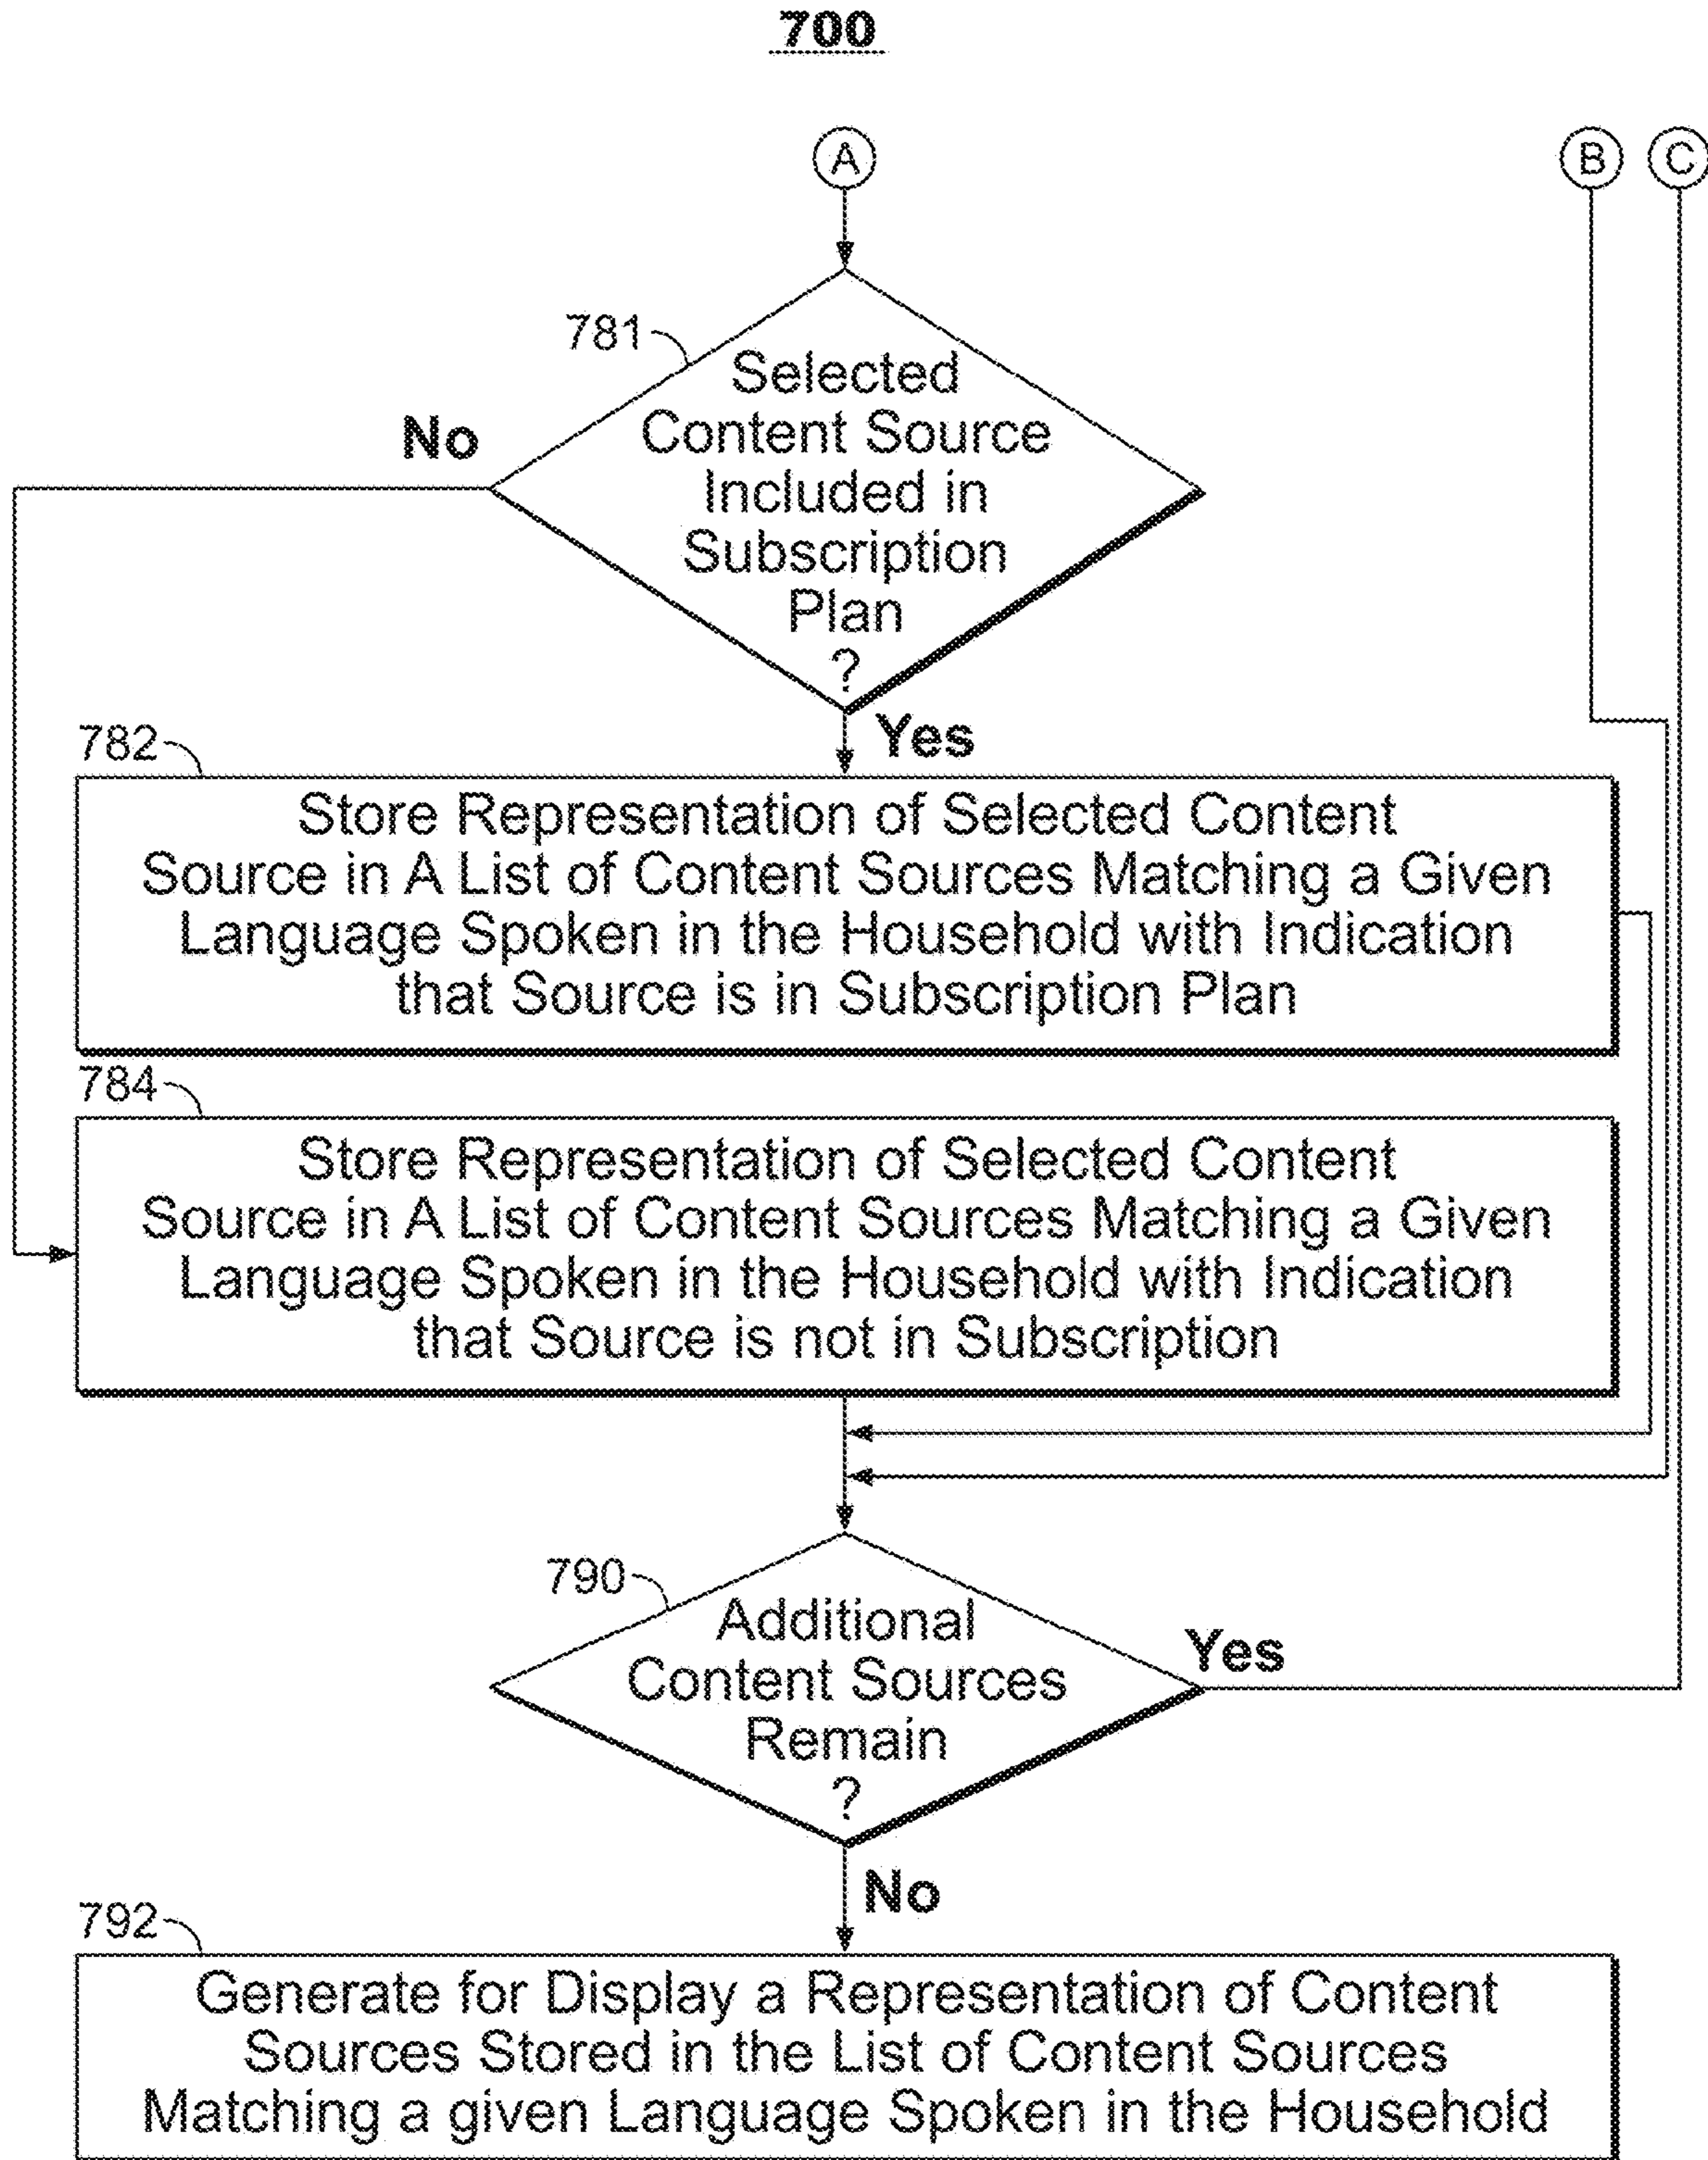 700
A
B
C
781
Selected
Content Source
Included in
Subscription
Plan
?
No
Yes
782
Store Representation of Selected Content
Source in A List of Content Sources Matching a Given
Language Spoken in the Household with Indication
that Source is in Subscription Plan
784
Store Representation of Selected Content
Source in A List of Content Sources Matching a Given
Language Spoken in the Household with Indication
that Source is not in Subscription
790
Additional
Content Sources
Remain
?
Yes
No
792
Generate for Display a Representation of Content
Sources Stored in the List of Content Sources
Matching a given Language Spoken in the Household